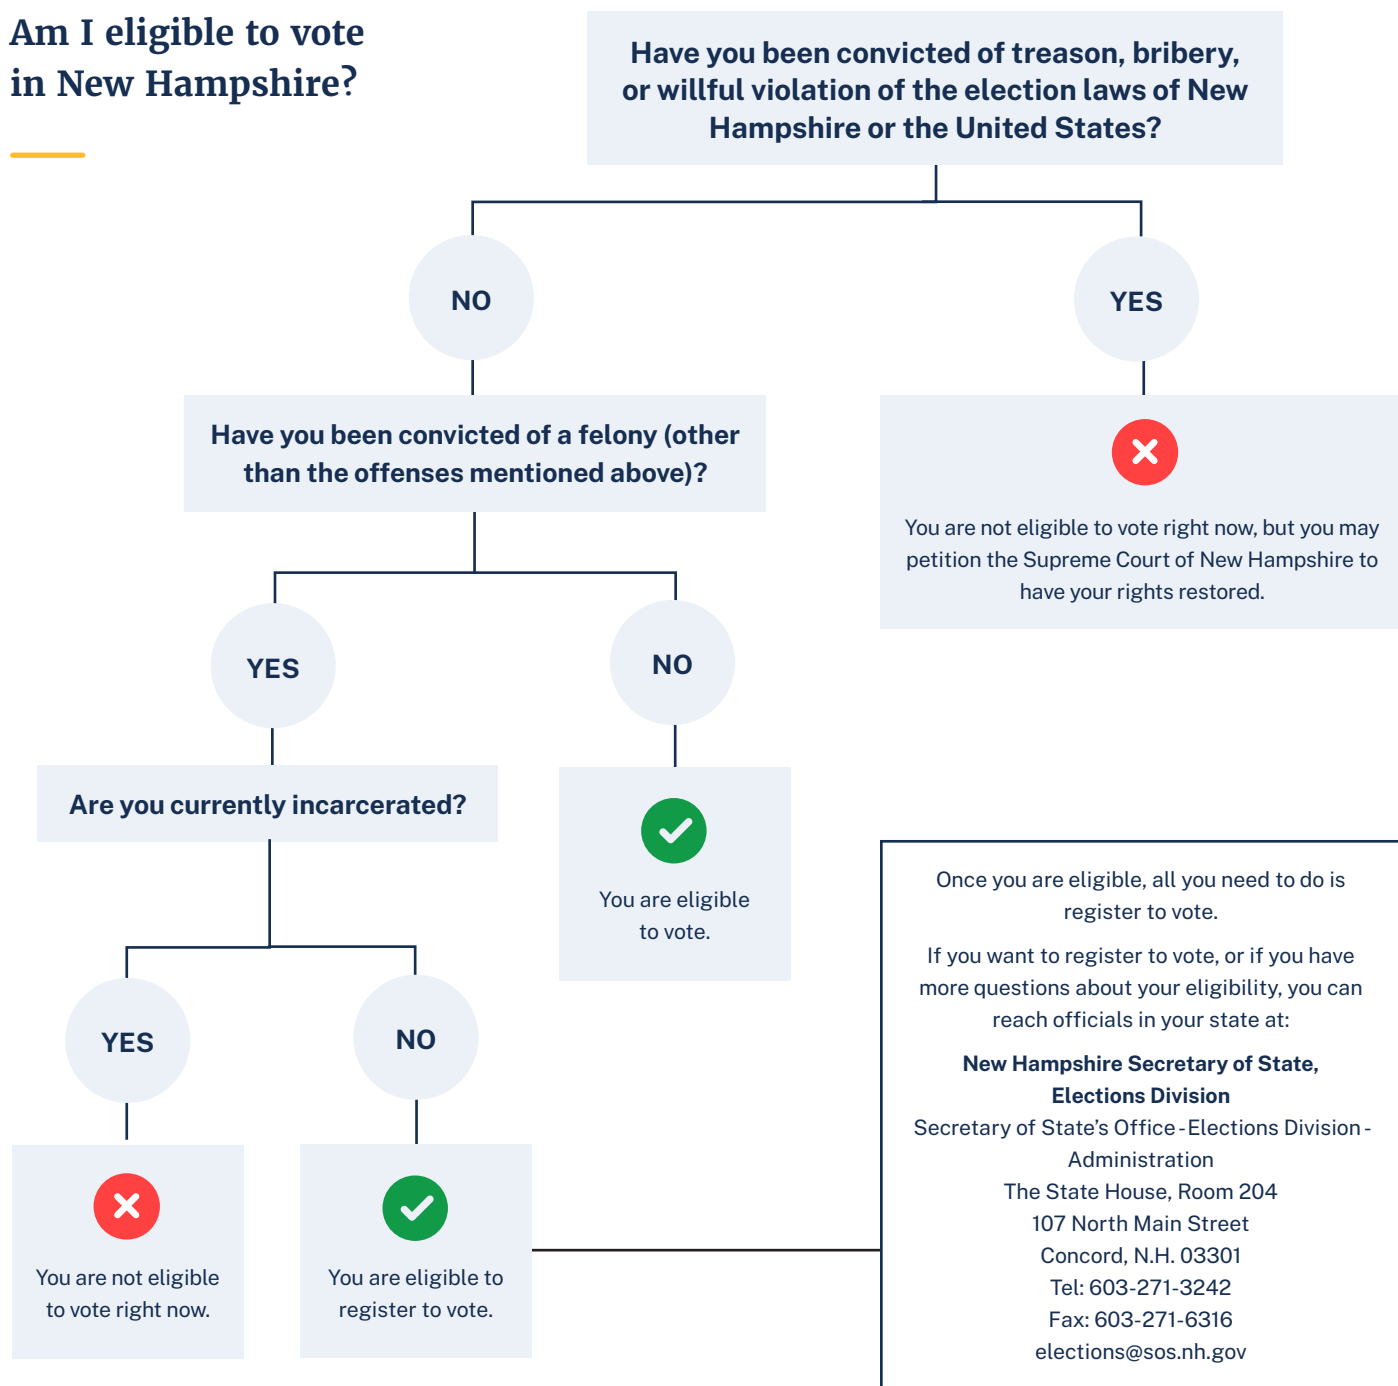 Am I eligible to vote
in New Hampshire?
Have you been convicted of treason, bribery,
or willful violation of the election laws of New
Hampshire or the United States?
NO
YES
Have you been convicted of a felony (other
than the offenses mentioned above)?
You are not eligible to vote right now, but you may
petition the Supreme Court of New Hampshire to
have your rights restored.
YES
NO
Are you currently incarcerated?
You are eligible
to vote.
YES
NO
You are not eligible
to vote right now.
You are eligible to
register to vote.
Once you are eligible, all you need to do is
register to vote.
If you want to register to vote, or if you have
more questions about your eligibility, you can
reach officials in your state at:
New Hampshire Secretary of State,
Elections Division
Secretary of State’s Office - Elections Division -
Administration
The State House, Room 204
107 North Main Street
Concord, N.H. 03301
Tel: 603-271-3242
Fax: 603-271-6316
elections@sos.nh.gov